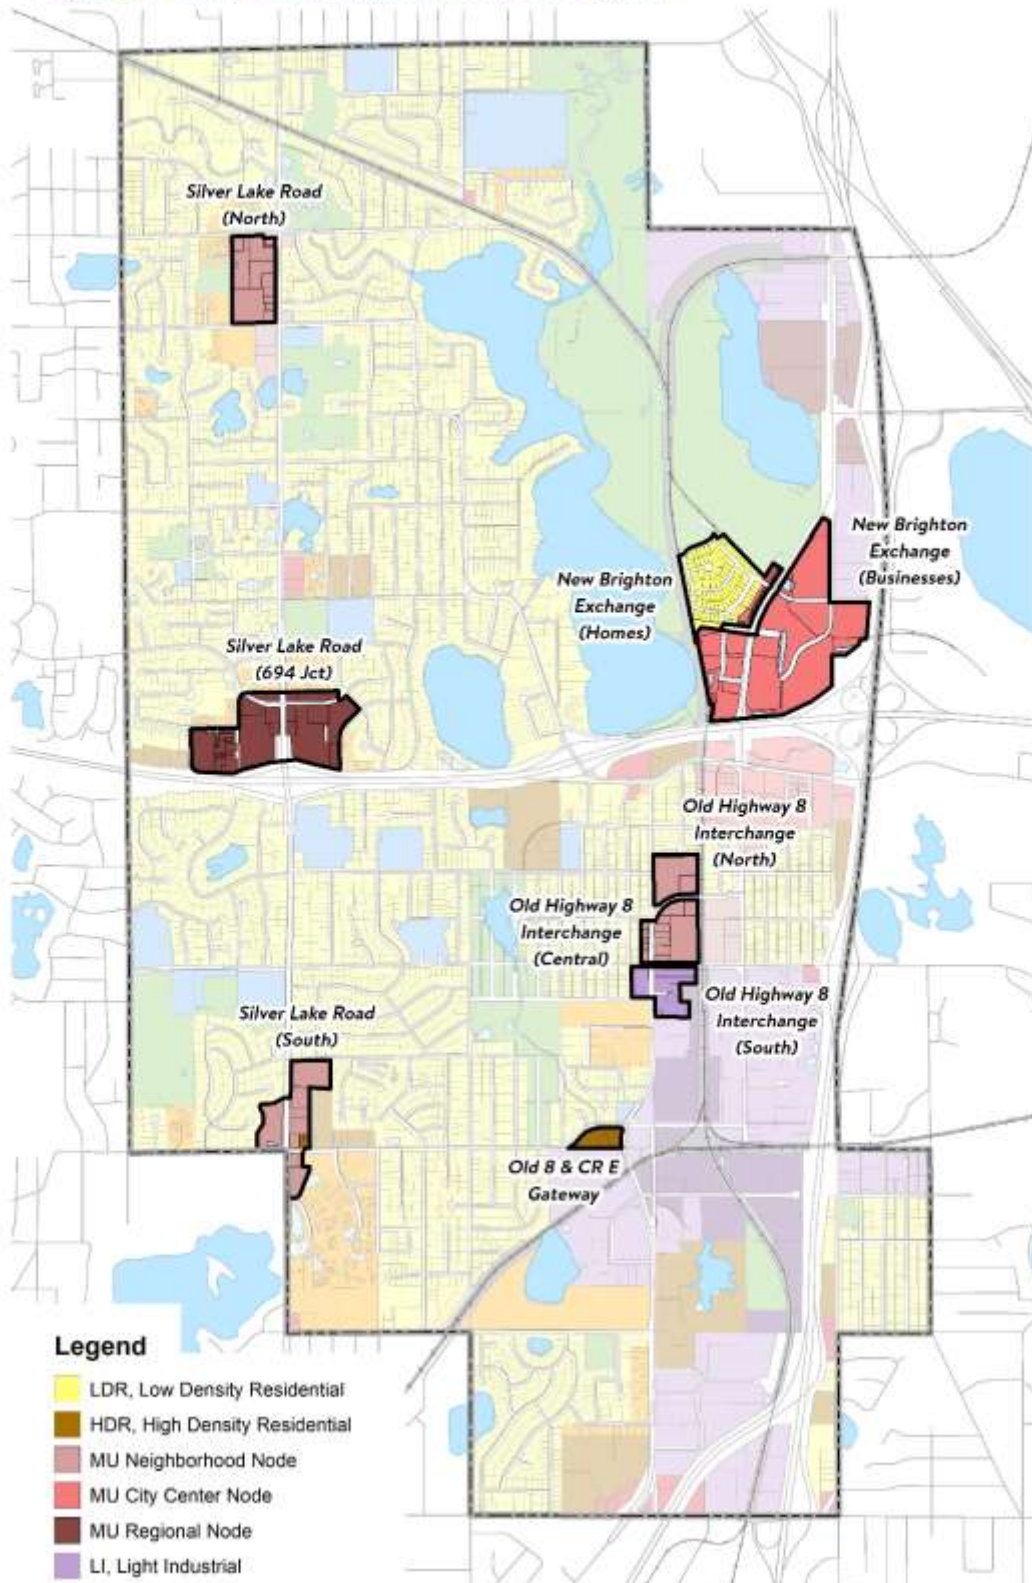 Silver Lake Road
(North)
New Brighton
Exchange
(Businesses)
New Brighton
Exchange
(Homes)
Silver Lake Road
(694 Jct)
Old Highway 8
Interchange
(North)
Old Highway 8
Interchange
(Central)
Old Highway 8
Interchange
(South)
Silver Lake Road
(South)
Old 8 & CR E
Gateway
Legend
LDR, Low Density Residential
HDR, High Density Residential
MU Neighborhood Node
MU City Center Node
MU Regional Node
LI, Light Industrial